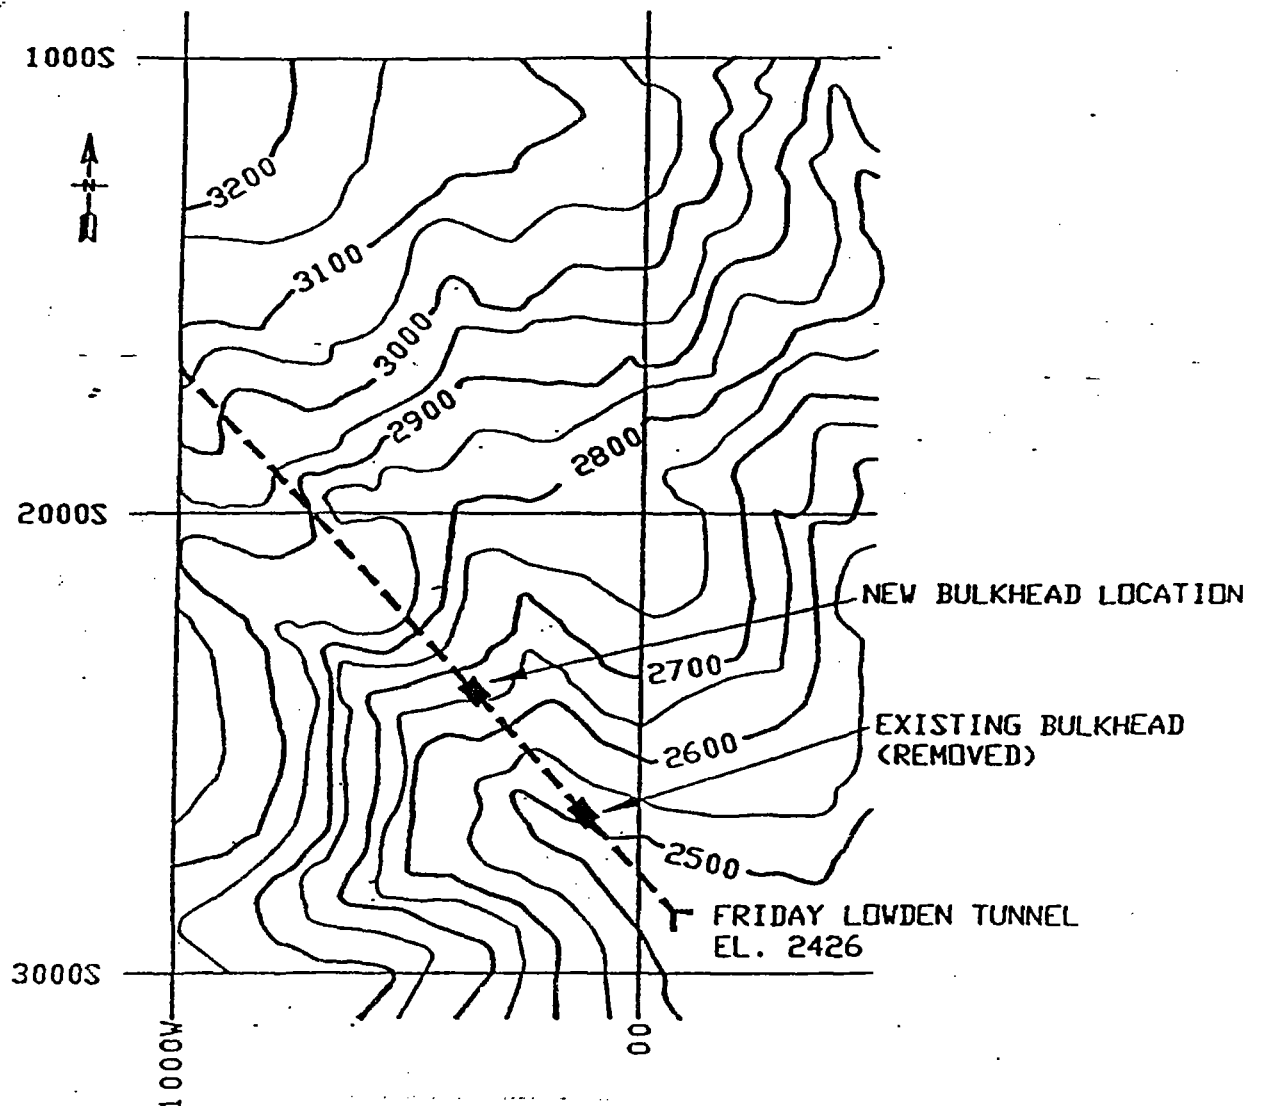 1000S
N
3200
3100
3000
2900
2800
2000S
NEW BULKHEAD LOCATION
2700
EXISTING BULKHEAD
(REMOVED)
2600
2500
FRIDAY LOWDEN TUNNEL
EL. 2426
3000S
1000W
00